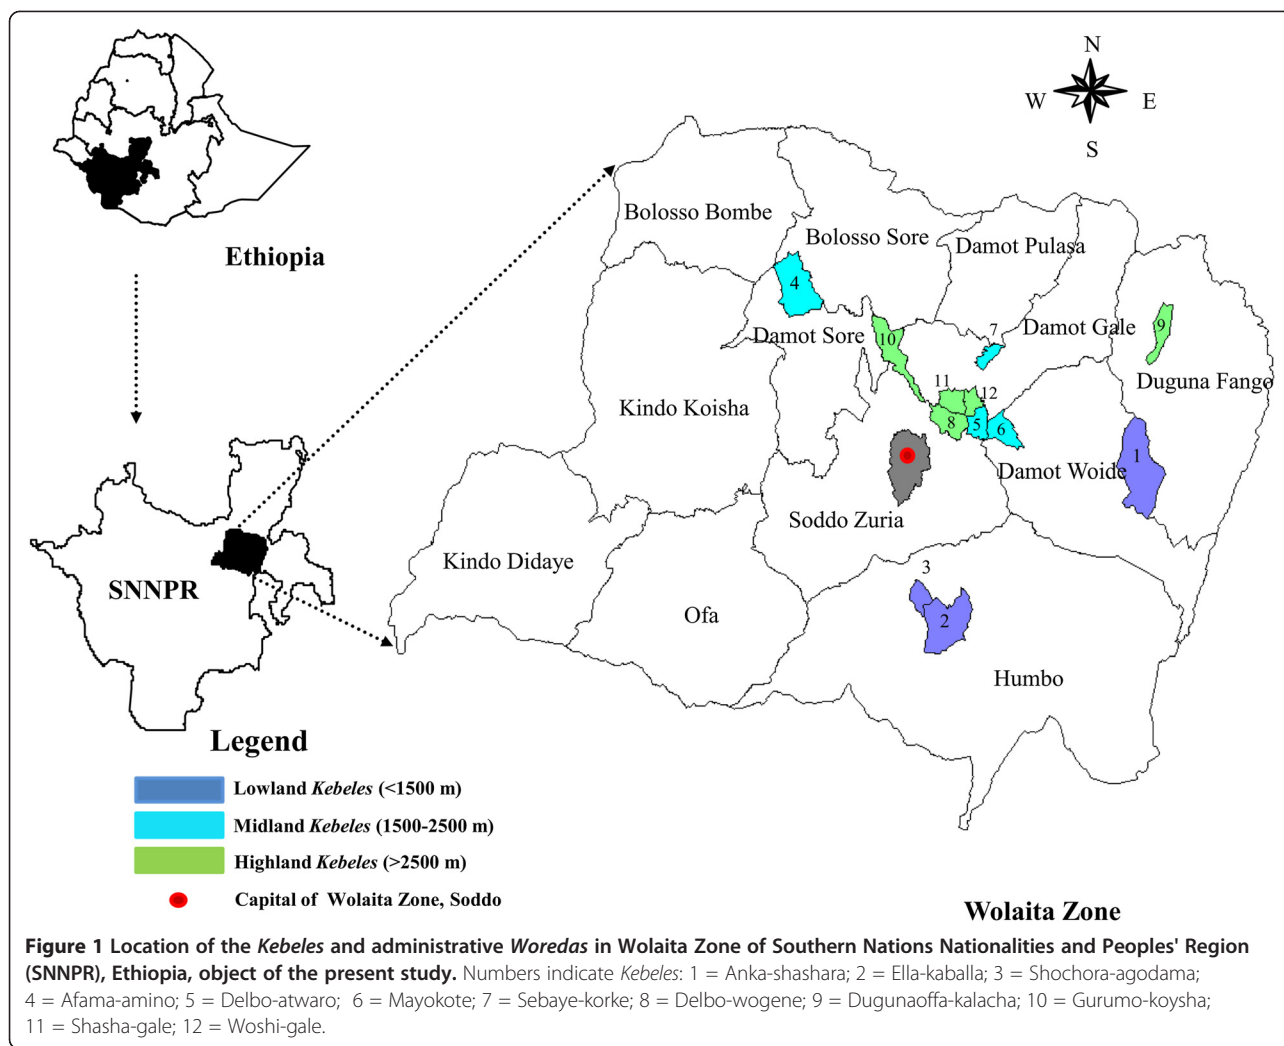 N
W E
S
Ethiopia
Bolosso Bombe
Bolosso Sore
Damot Pulasa
4
Damot Sore
10
7
Damot Gale
9
Duguna Fango
Kindo Koisha
11
12
8
5
6
1
Damot Woide
Soddo Zuria
SNNPR
Kindo Didaye
3
2
Ofa
Humbo
Legend
Lowland Kebeles (<1500 m)
Midland Kebeles (1500-2500 m)
Highland Kebeles (>2500 m)
Capital of Wolaita Zone, Soddo
Wolaita Zone
Figure 1 Location of the Kebeles and administrative Woredas in Wolaita Zone of Southern Nations Nationalities and Peoples' Region
(SNNPR), Ethiopia, object of the present study. Numbers indicate Kebeles: 1 = Anka-shashara; 2 = Ella-kaballa; 3 = Shochora-agodama;
4 = Afama-amino; 5 = Delbo-atwaro; 6 = Mayokote; 7 = Sebaye-korke; 8 = Delbo-wogene; 9 = Dugunaoffa-kalacha; 10 = Gurumo-koysha;
11 = Shasha-gale; 12 = Woshi-gale.